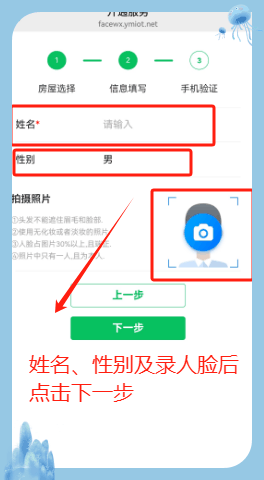 开通服务
facewx.ymiot.net
1 2 3
房屋选择 信息填写 手机验证
姓名* 请输入
性别 男
拍摄照片
①头发不能遮住眉毛和脸部.
②使用无化妆或者淡妆的照片.
③人脸占图片30%以上,且
④照片中只有一人,且为本人.
上一步
下一步
姓名、性别及录人脸后
点击下一步